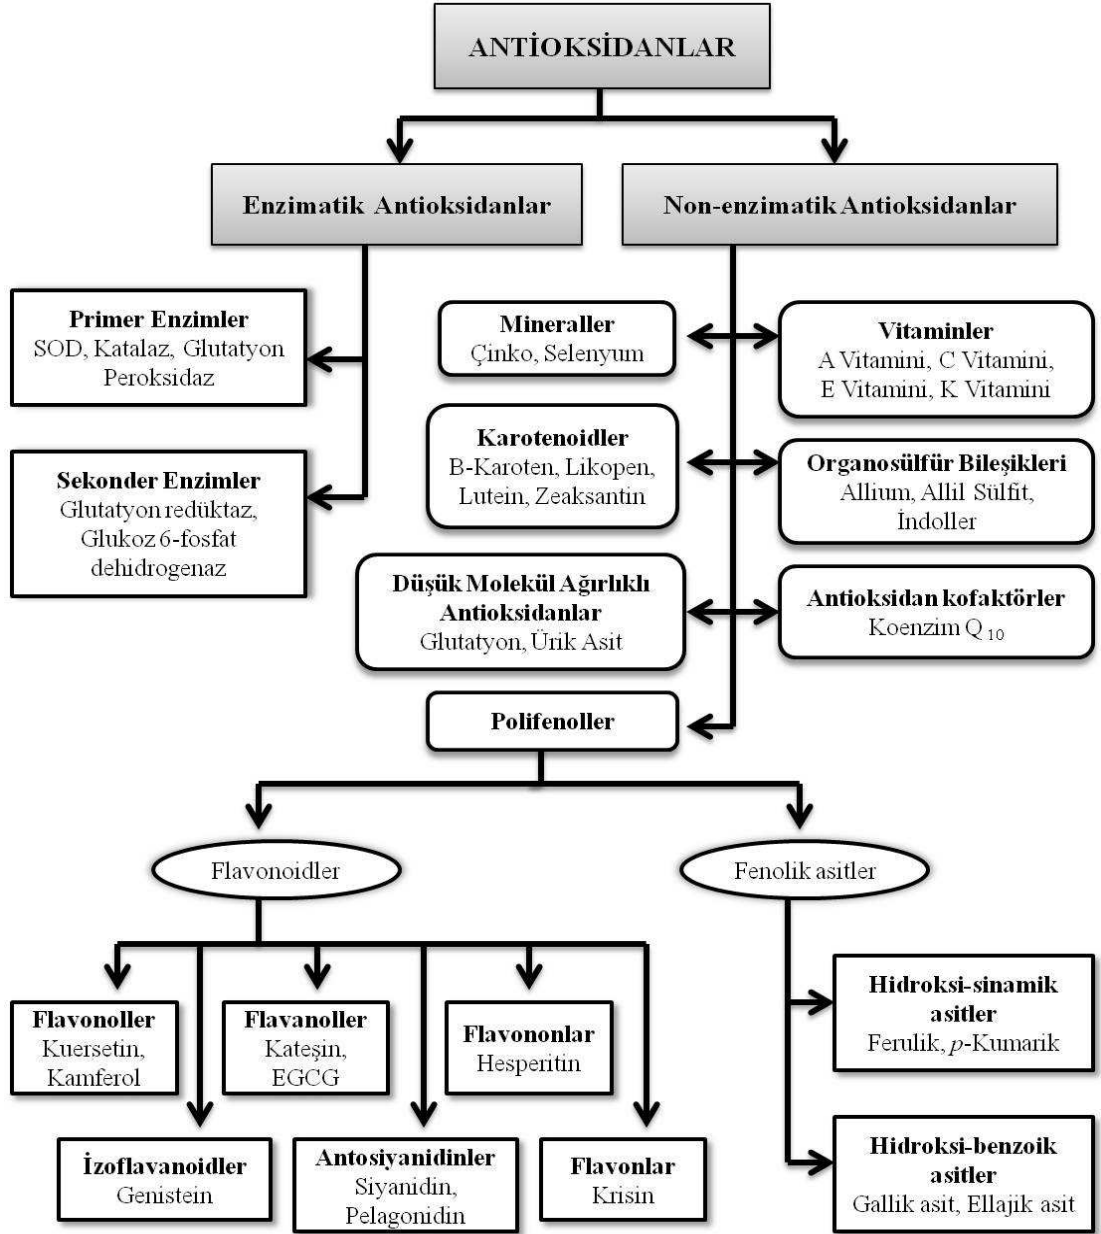 ANTİOKSİDANLAR
Enzimatik Antioksidanlar
Non-enzimatik Antioksidanlar
Primer Enzimler
SOD, Katalaz, Glutatyon
Peroksidaz
Sekonder Enzimler
Glutatyon redüktaz,
Glukoz 6-fosfat
dehidrogenaz
Mineraller
Çinko, Selenyum
Vitaminler
A Vitamini, C Vitamini,
E Vitamini, K Vitamini
Karotenoidler
B-Karoten, Likopen,
Lutein, Zeaksantin
Organosülfür Bileşikleri
Allium, Allil Sülfit,
İndoller
Düşük Molekül Ağırlıklı
Antioksidanlar
Glutatyon, Ürik Asit
Antioksidan kofaktörler
Koenzim Q 10
Polifenoller
Flavonoidler
Fenolik asitler
Flavonoller
Kuersetin,
Kamferol
Flavanoller
Kateşin,
EGCG
Flavononlar
Hesperitin
İzoflavanoidler
Genistein
Antosiyanidinler
Siyanidin,
Pelagonidin
Flavonlar
Krisin
Hidroksi-sinamik
asitler
Ferulik, p-Kumarik
Hidroksi-benzoik
asitler
Gallik asit, Ellajik asit